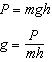 P = mgh
g = P/mh